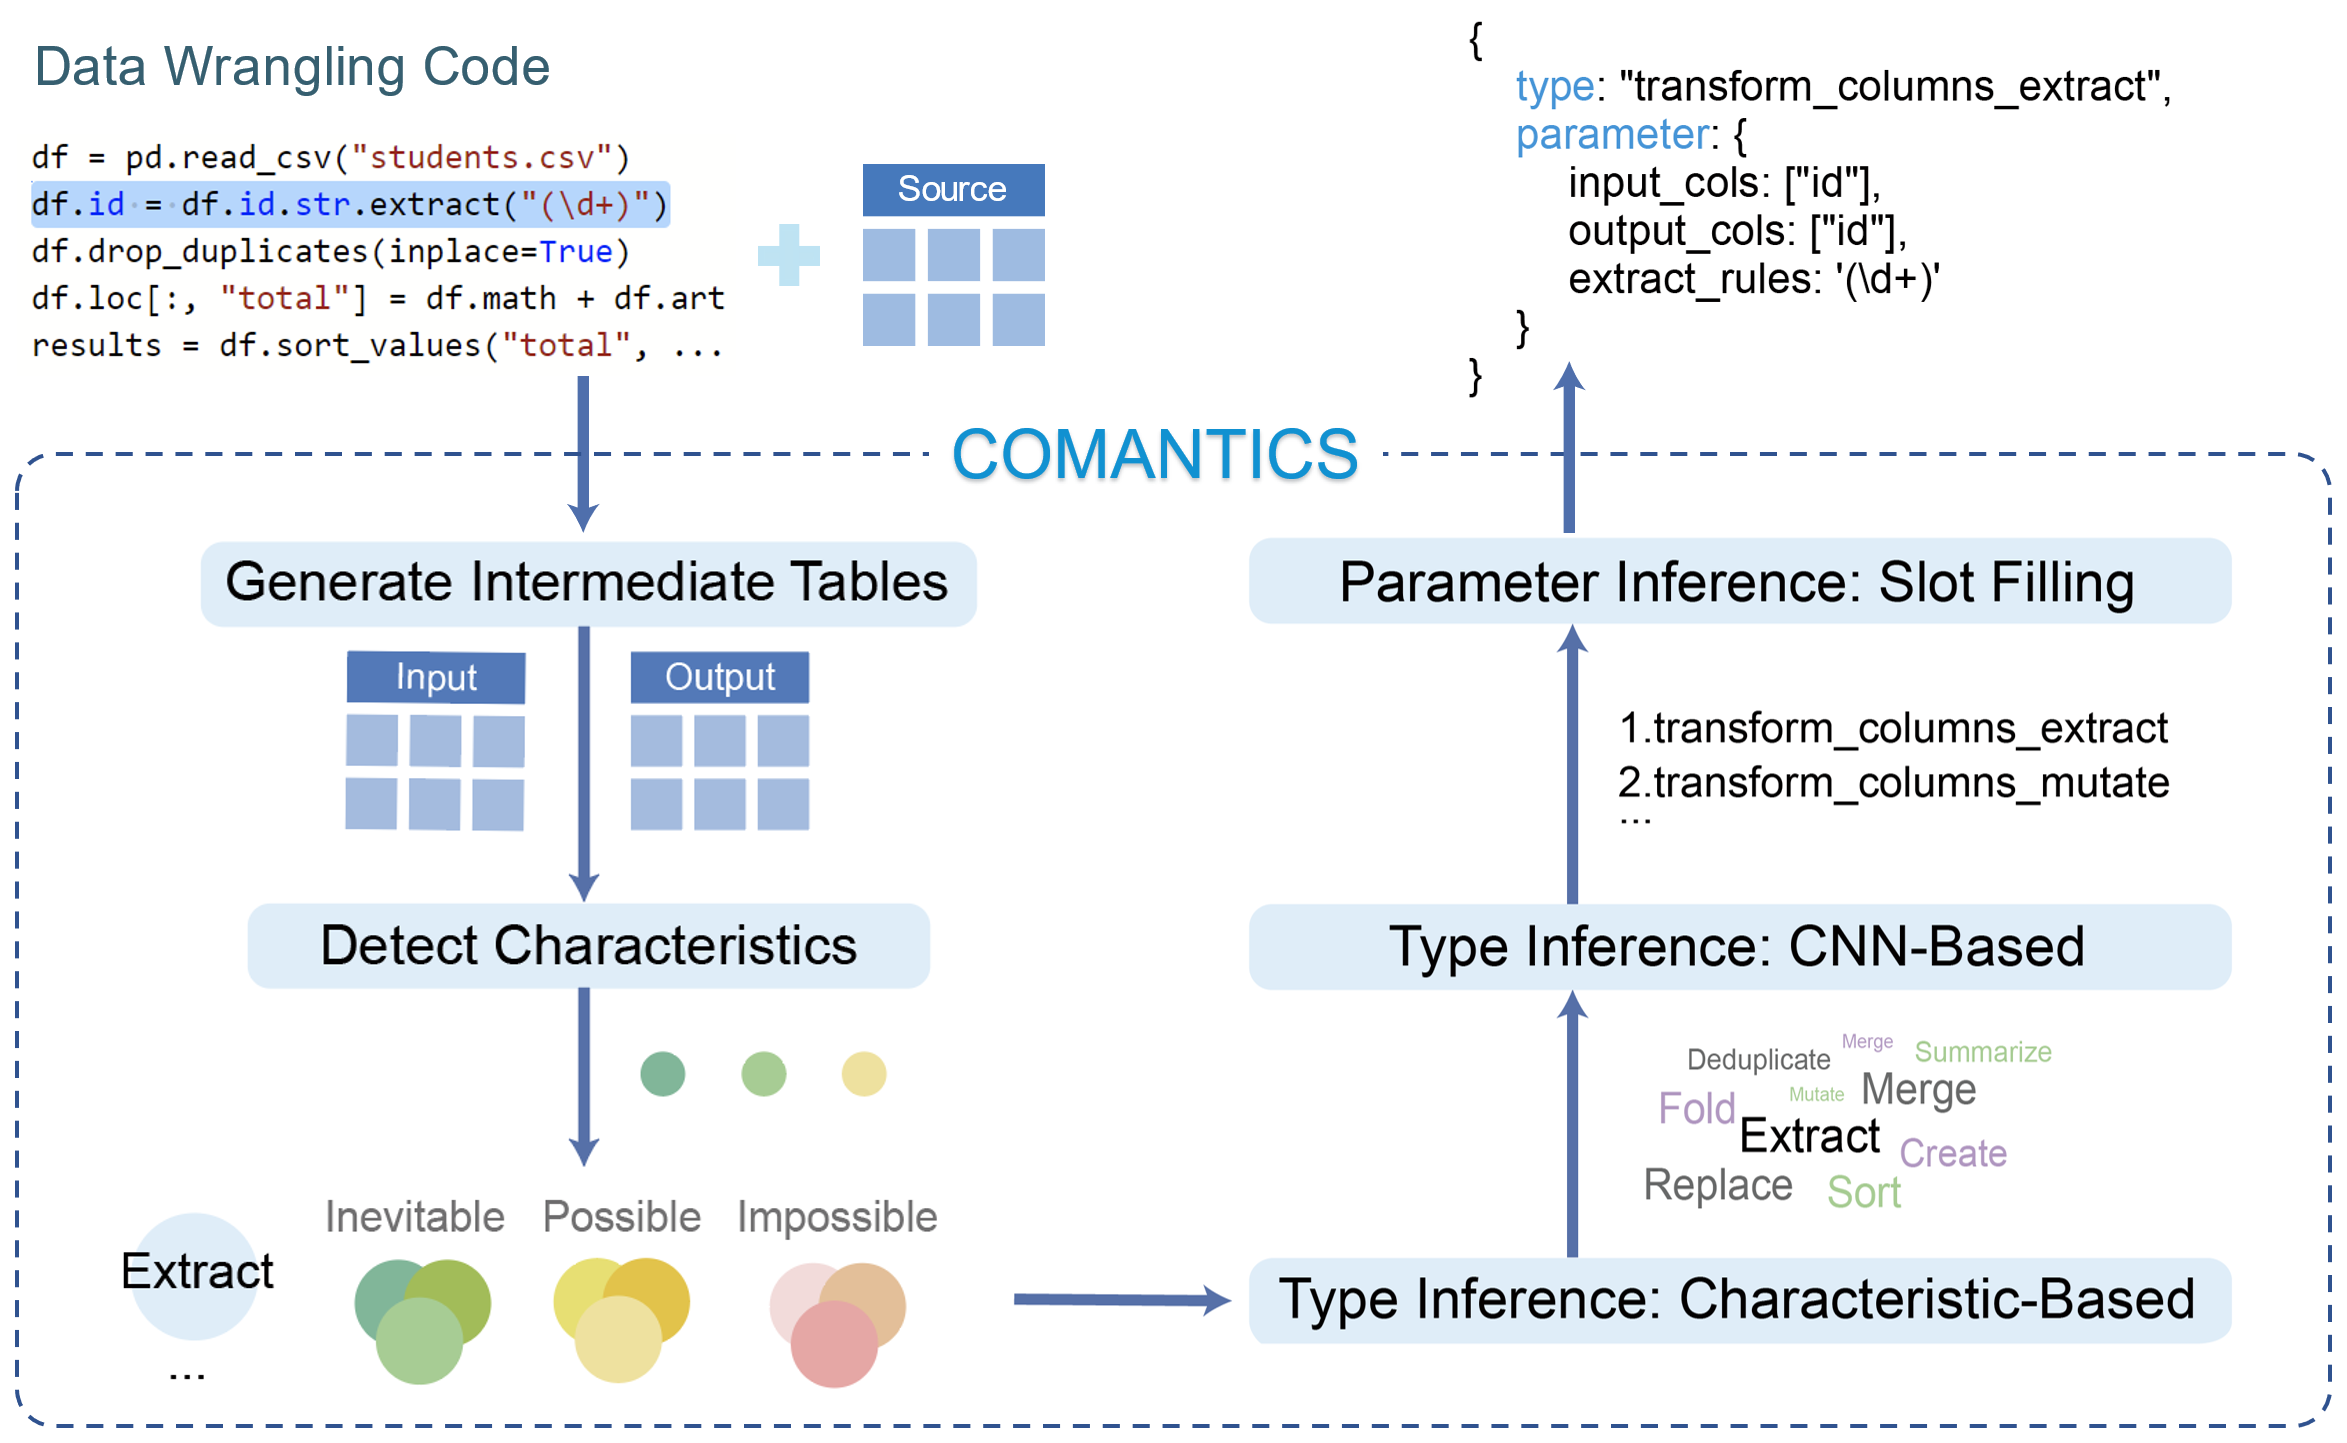 Data Wrangling Code
df = pd.read_csv("students.csv")
df.id = df.id.str.extract("(\d+)")
df.drop_duplicates(inplace=True)
df.loc[:, "total"] = df.math + df.art
results = df.sort_values("total", ...
Source
{
type: "transform_columns_extract",
parameter: {
input_cols: ["id"],
output_cols: ["id"],
extract_rules: '(\d+)'
}
}
COMANTICS
Generate Intermediate Tables
Input
Output
Detect Characteristics
Inevitable
Possible
Impossible
Extract
...
Type Inference: Characteristic-Based
Deduplicate
Merge
Summarize
Fold
Mutate
Merge
Extract
Create
Replace
Sort
Type Inference: CNN-Based
1.transform_columns_extract
2.transform_columns_mutate
...
Parameter Inference: Slot Filling